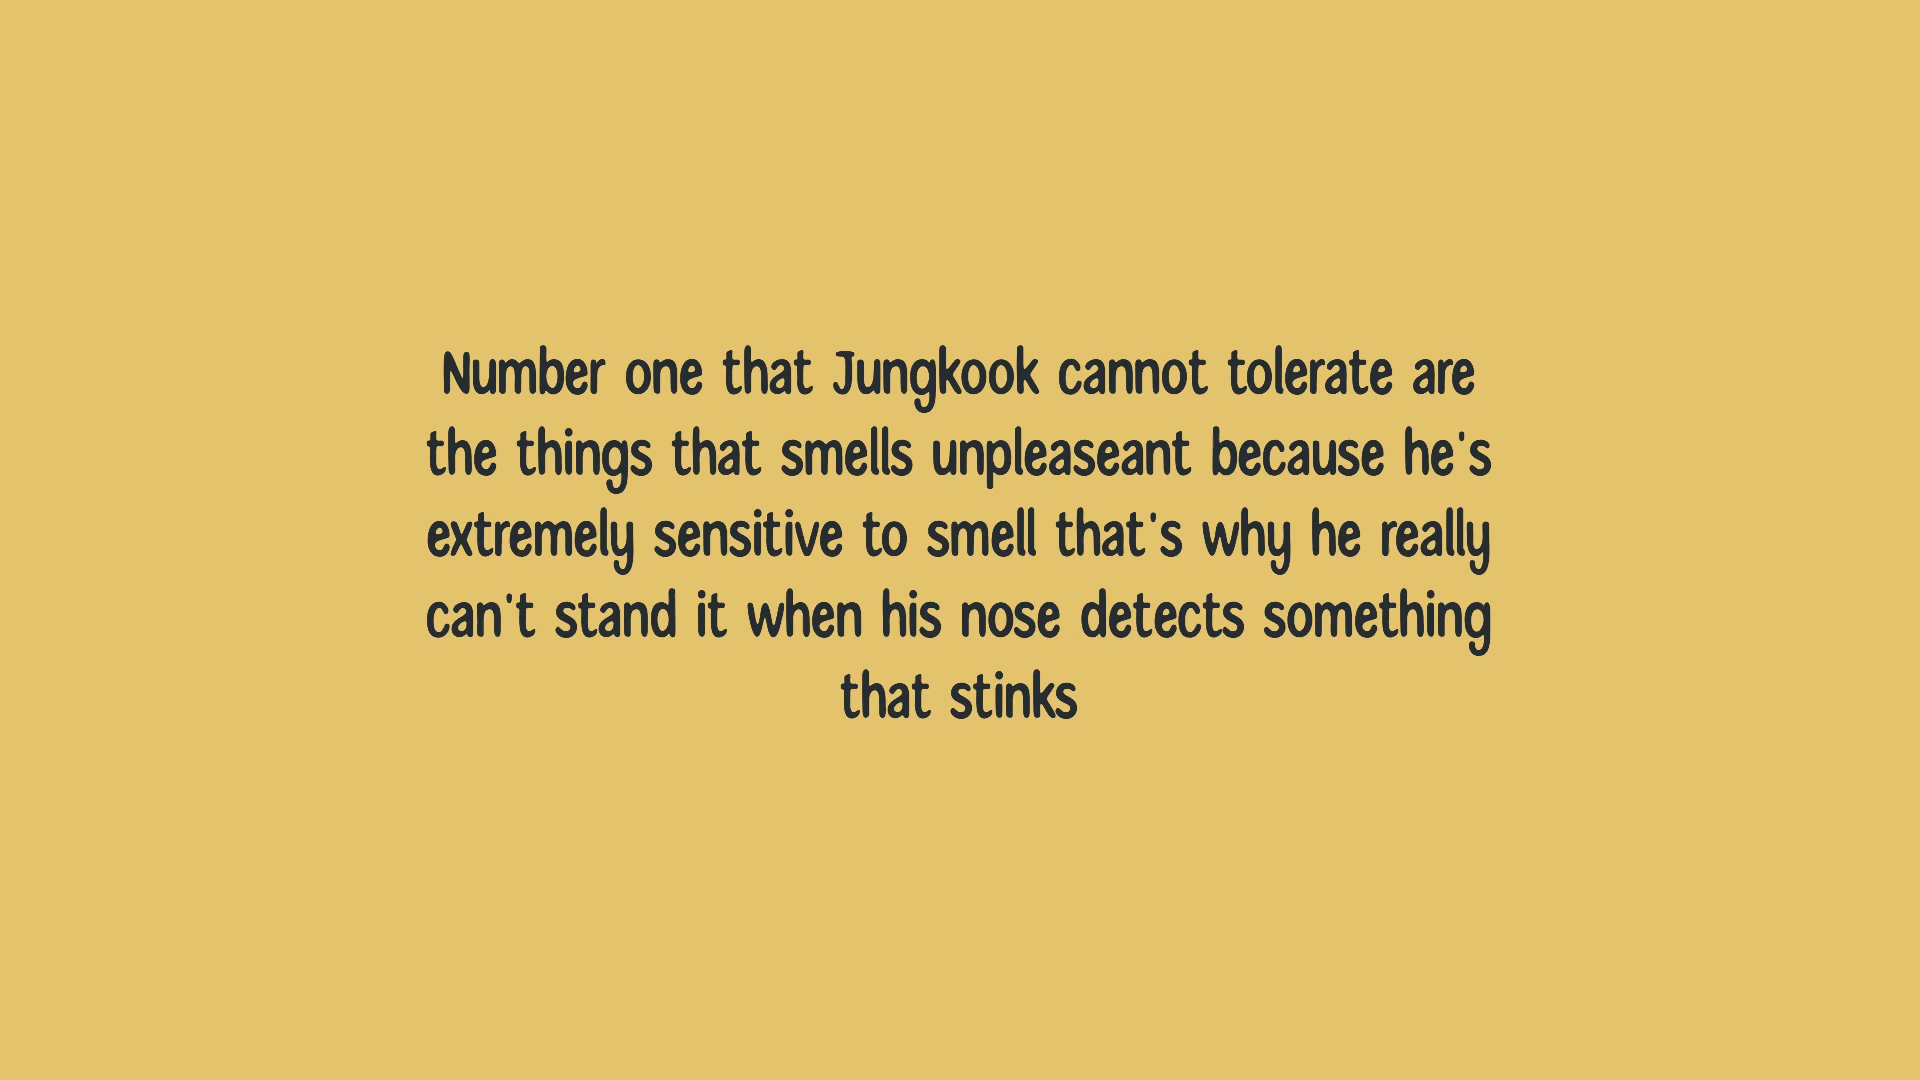 Number one that Jungkook cannot tolerate are
the things that smells unpleaseant because he's
extremely sensitive to smell that's why he really
can't stand it when his nose detects something
that stinks